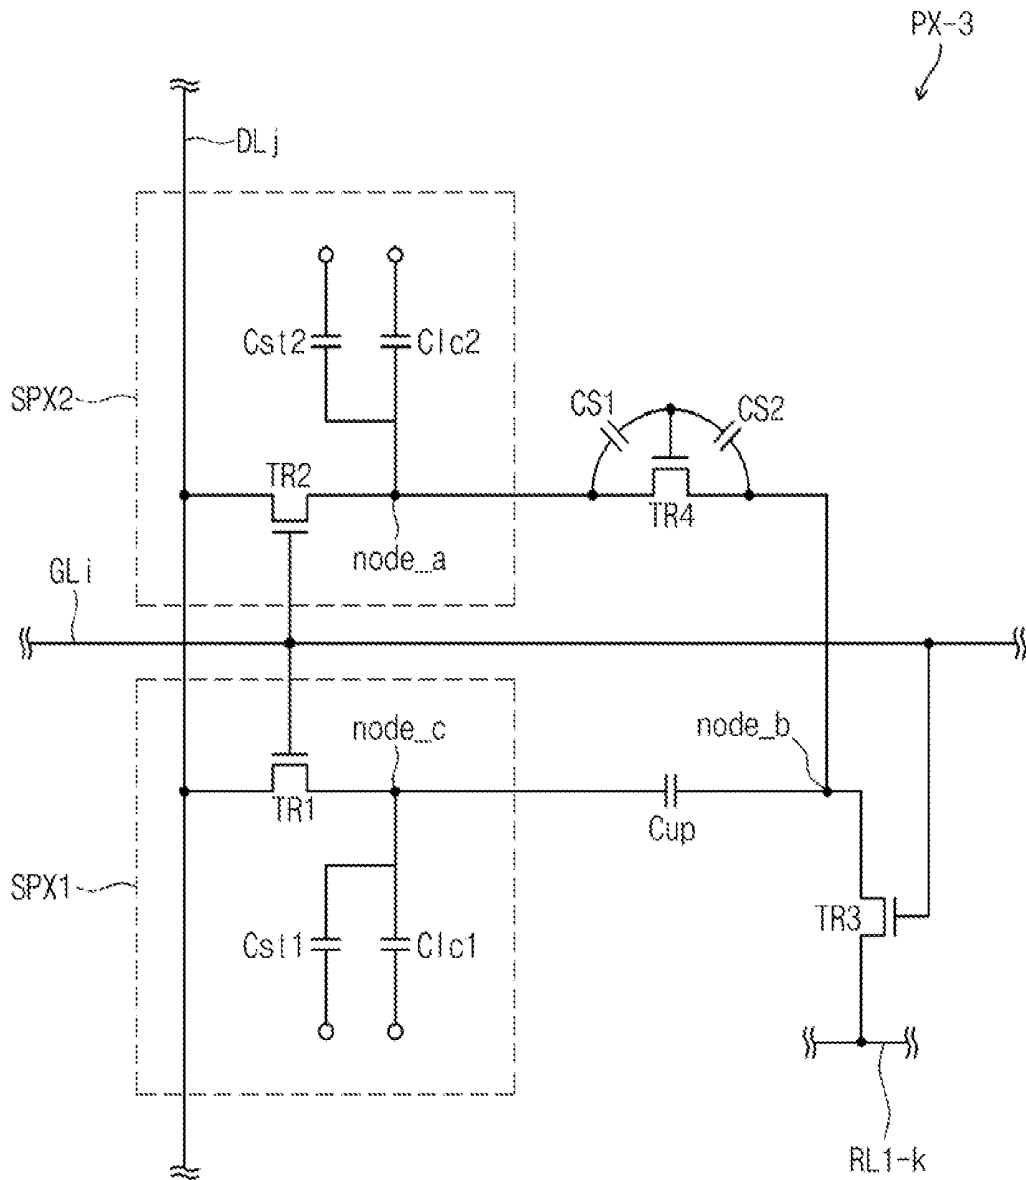 PX-3
DLj
Cst2
Clc2
SPX2
CS1
CS2
TR2
TR4
node_a
GLi
node_c
node_b
TR1
Cup
SPX1
TR3
Cst1
Clc1
RL1-k